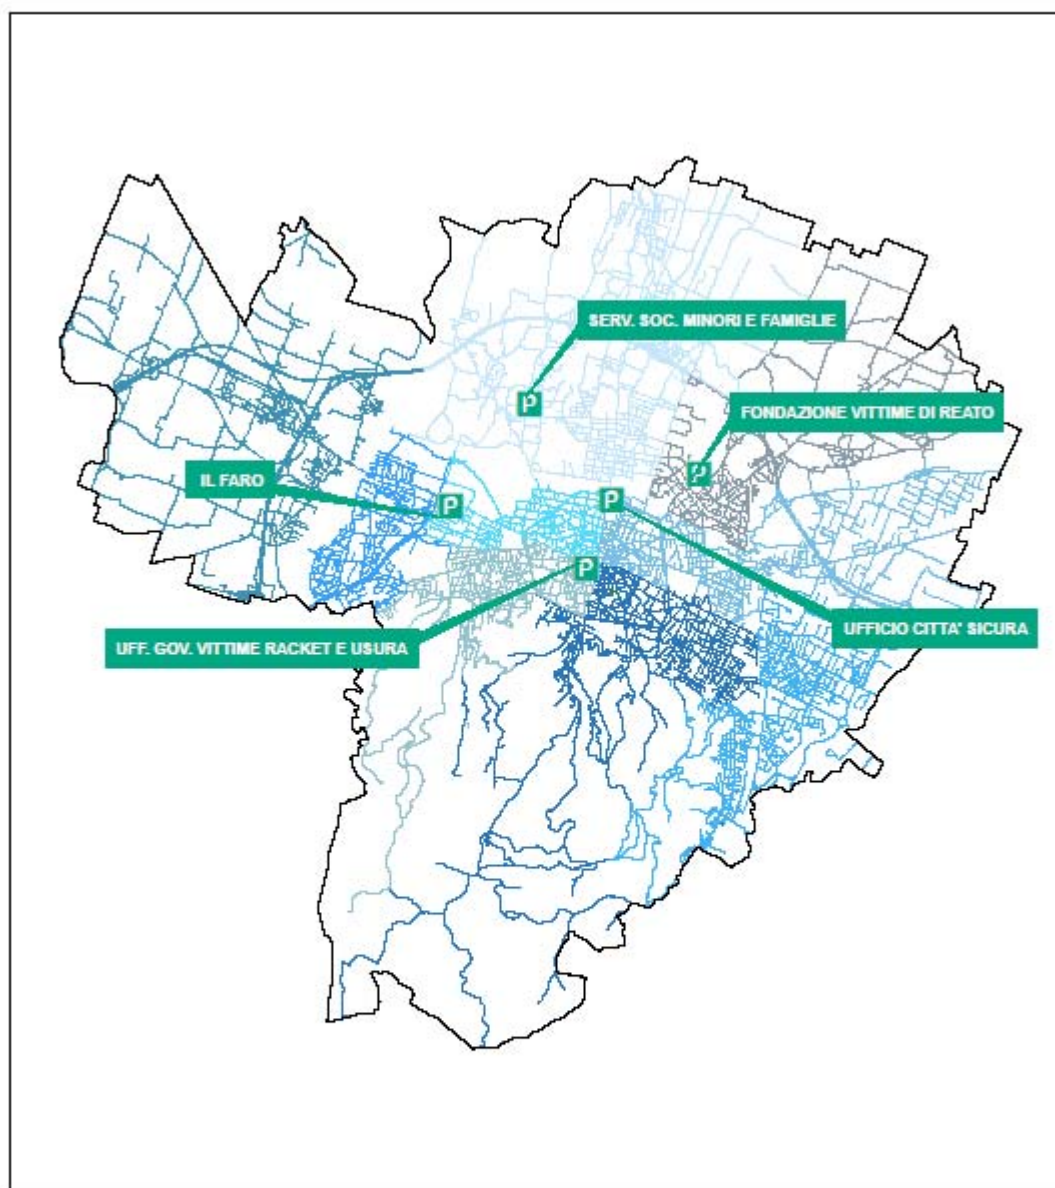 SERV. SOC. MINORI E FAMIGLIE
P
FONDAZIONE VITTIME DI REATO
P
IL FARO
P
P
P
UFFICIO CITTA' SICURA
UFF. GOV. VITTIME RACKET E USURA